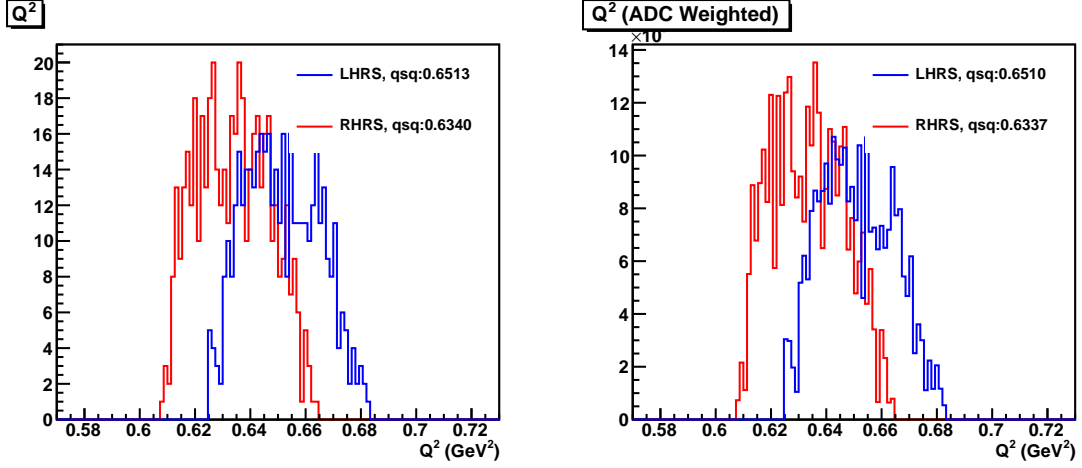 Q²
20
18
16
14
12
10
8
6
4
2
0
0.58 0.6 0.62 0.64 0.66 0.68 0.7 0.72
Q² (GeV²)
LHRS, qsq:0.6513
RHRS, qsq:0.6340
Q² (ADC Weighted)
×10
14
12
10
8
6
4
2
0
0.58 0.6 0.62 0.64 0.66 0.68 0.7 0.72
Q² (GeV²)
LHRS, qsq:0.6510
RHRS, qsq:0.6337